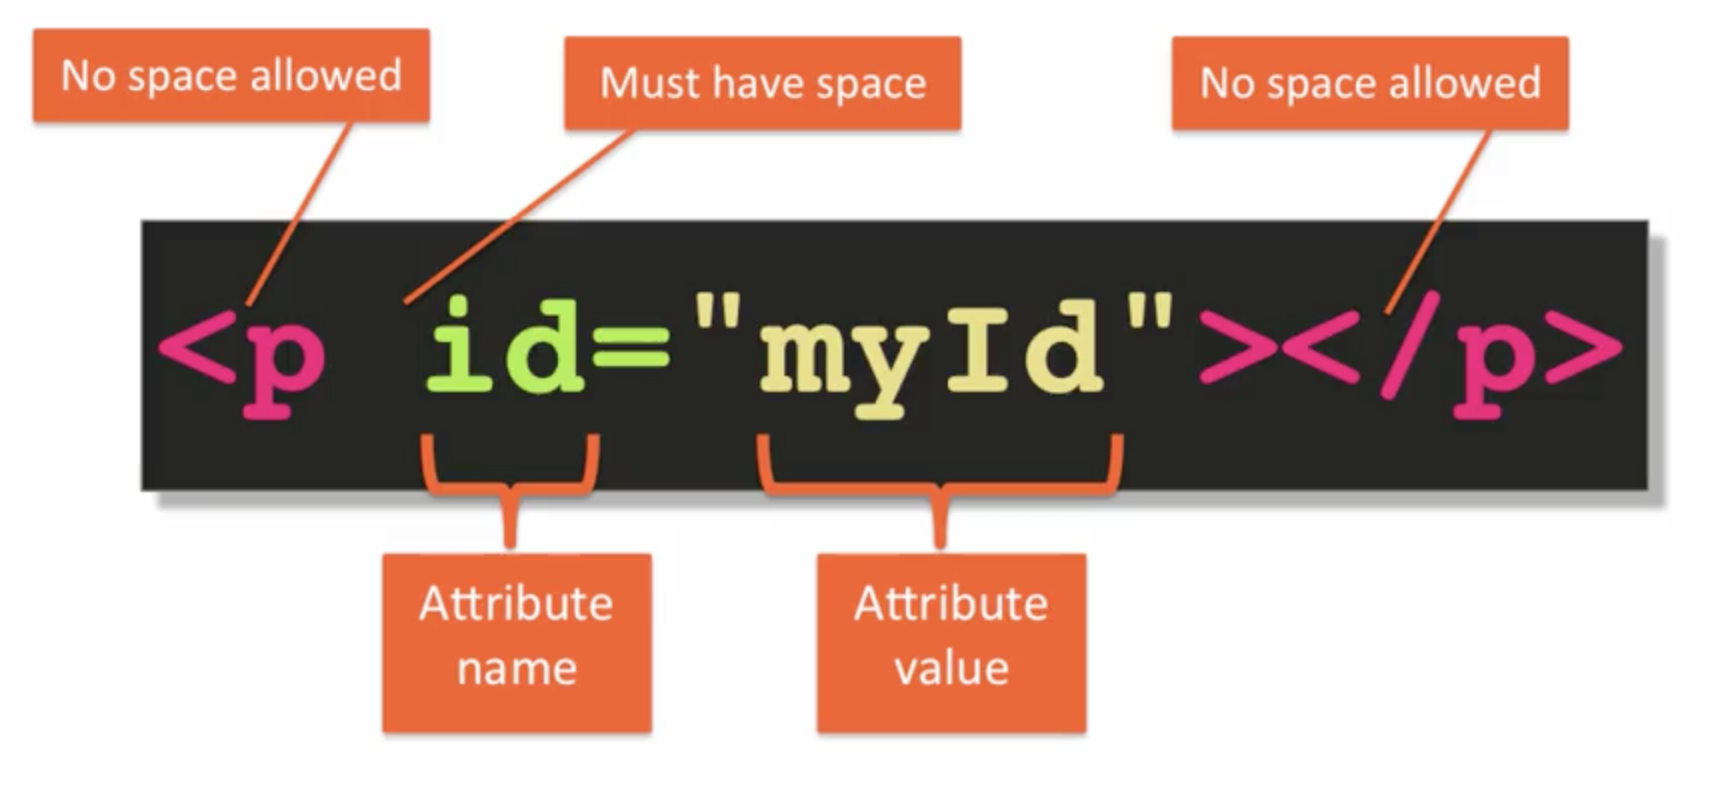 No space allowed
Must have space
No space allowed
<p id="myId"></p>
Attribute
name
Attribute
value